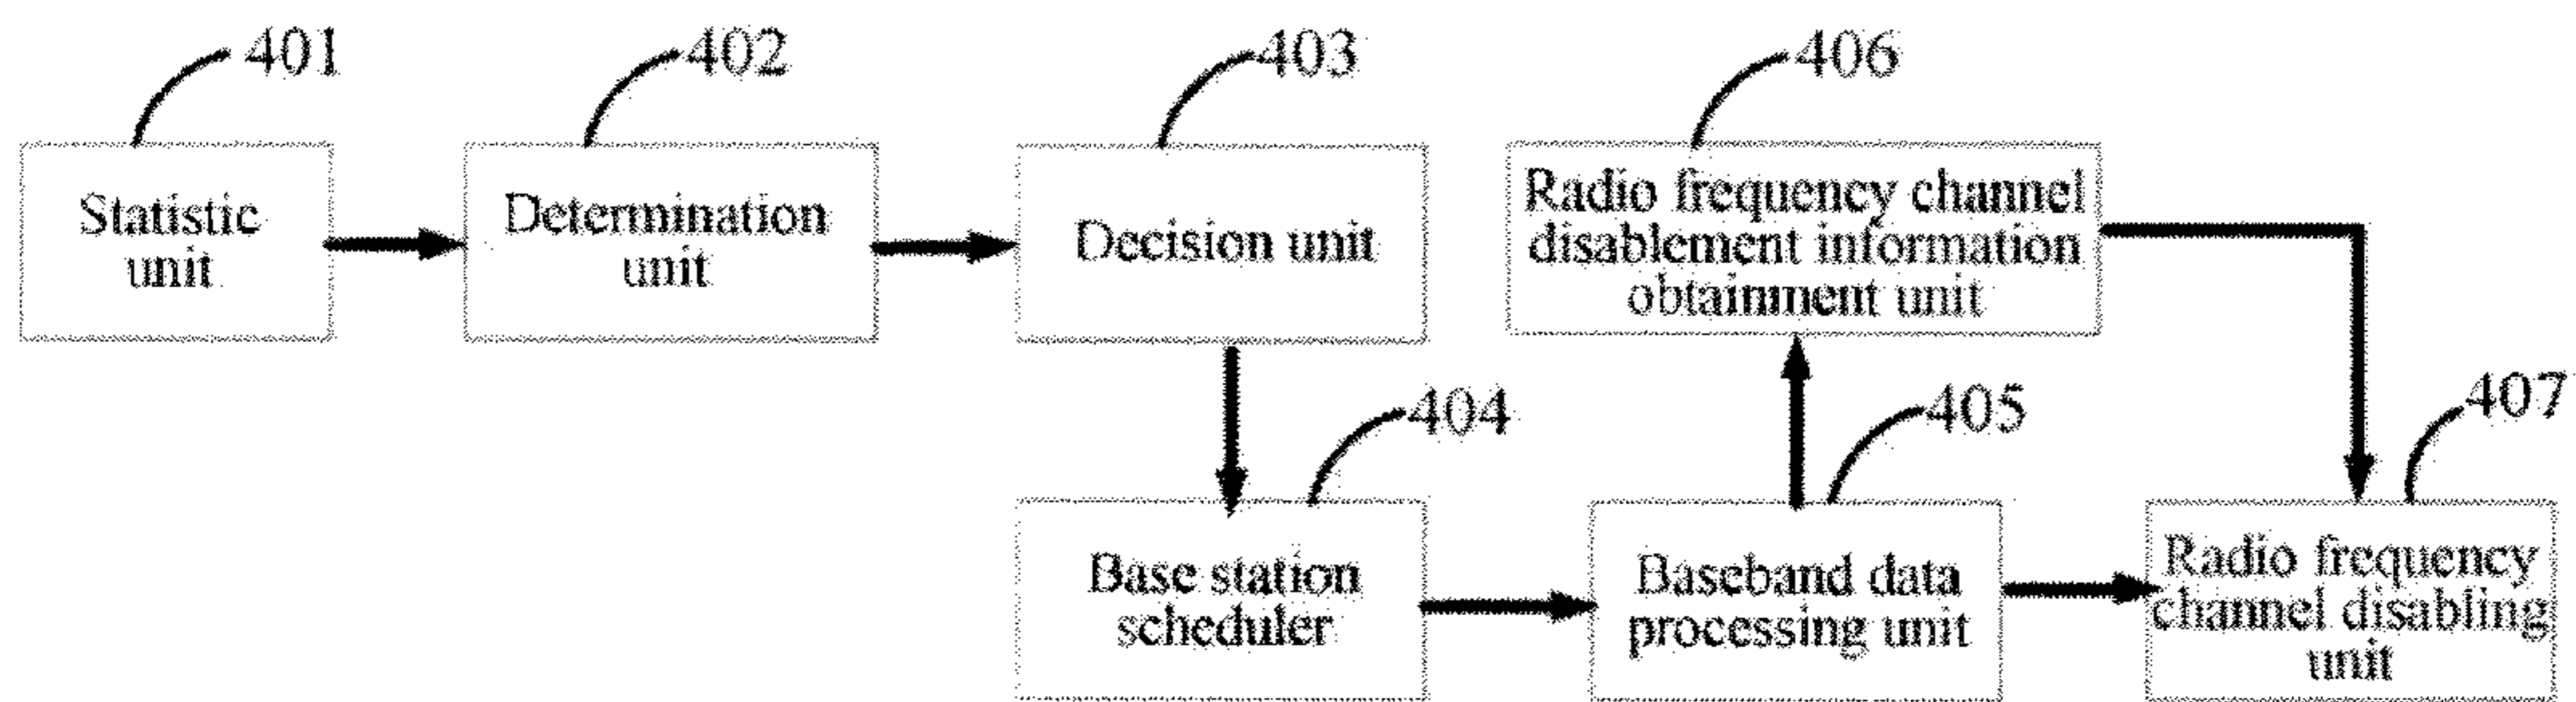 401
402
403
406
Statistic
unit
Determination
unit
Decision unit
Radio frequency channel
disablement information
obtainment unit
404
405
407
Base station
scheduler
Baseband data
processing unit
Radio frequency
channel disabling
unit